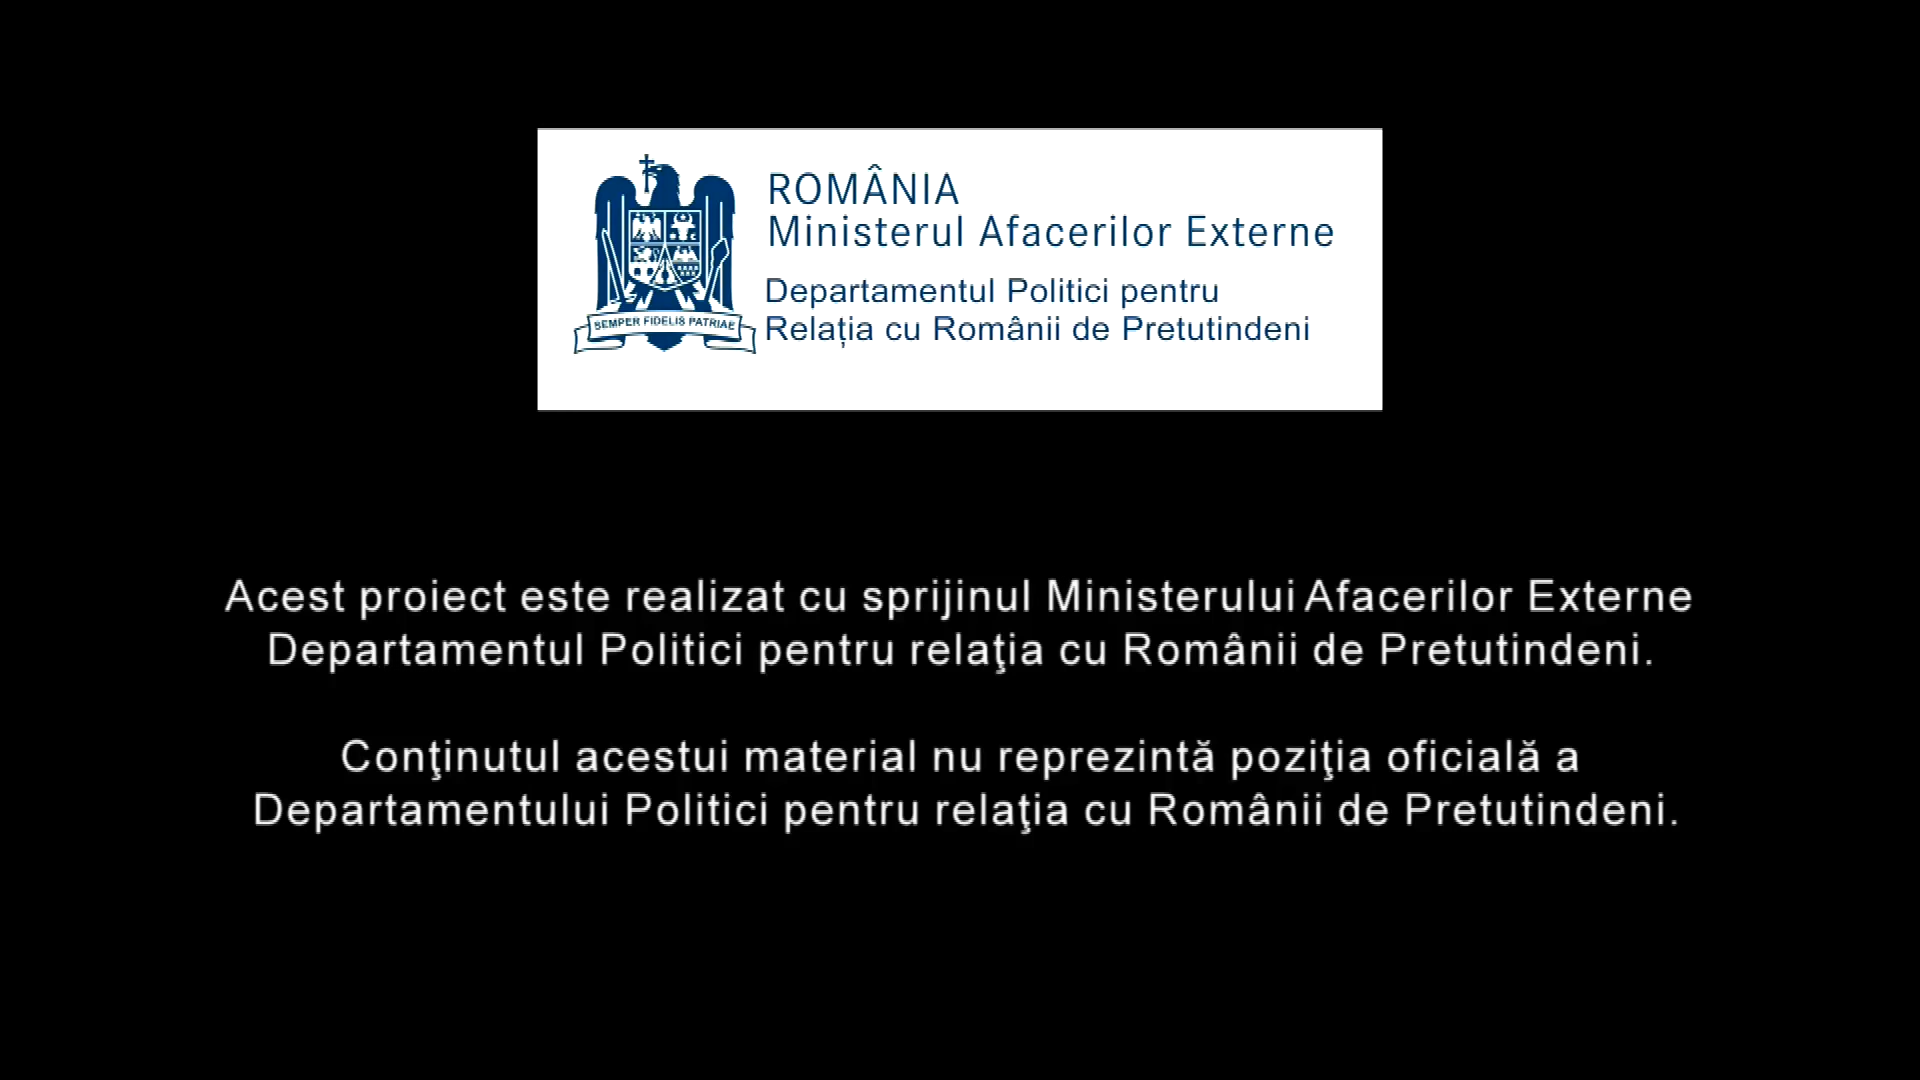 ROMÂNIA
Ministerul Afacerilor Externe
Departamentul Politici pentru
Relația cu Românii de Pretutindeni
SEMPER FIDELIS PATRIAE
Acest proiect este realizat cu sprijinul Ministerului Afacerilor Externe
Departamentul Politici pentru relaţia cu Românii de Pretutindeni.
Conţinutul acestui material nu reprezintă poziţia oficială a
Departamentului Politici pentru relaţia cu Românii de Pretutindeni.